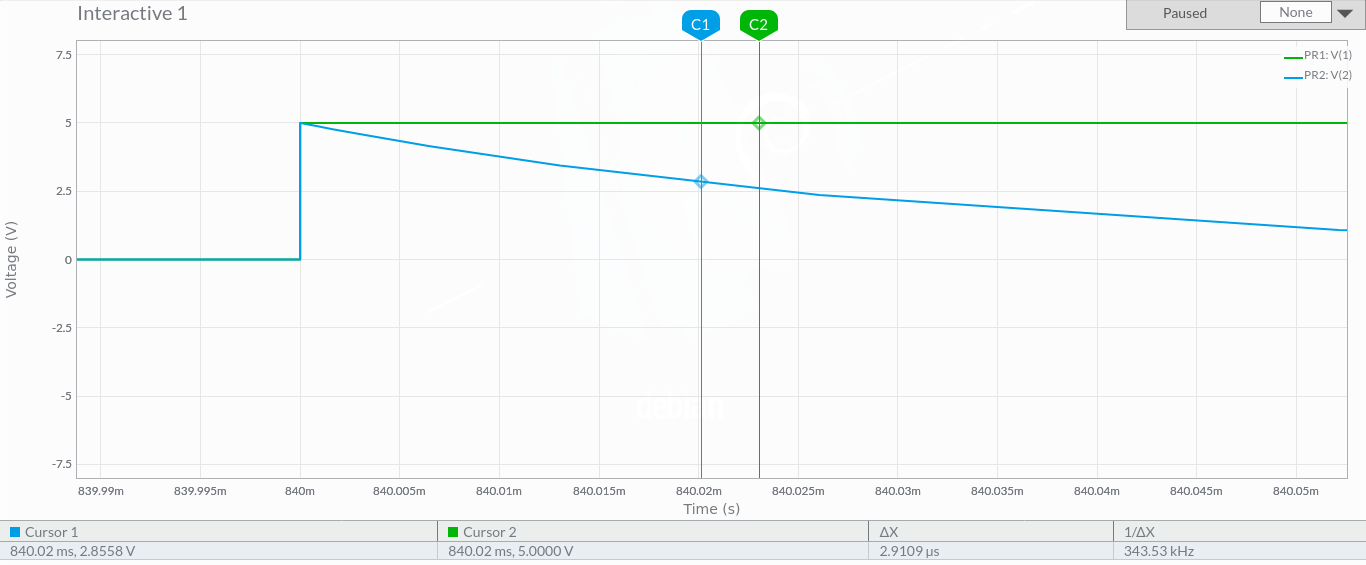 Interactive 1
Paused
None
C1
C2
PR1: V(1)
PR2: V(2)
7.5
5
2.5
0
-2.5
-5
-7.5
Voltage (V)
debian
839.99m 839.995m 840m 840.005m 840.01m 840.015m 840.02m 840.025m 840.03m 840.035m 840.04m 840.045m 840.05m
Time (s)
Cursor 1 Cursor 2 ΔX 1/ΔX
840.02 ms, 2.8558 V 840.02 ms, 5.0000 V 2.9109 µs 343.53 kHz